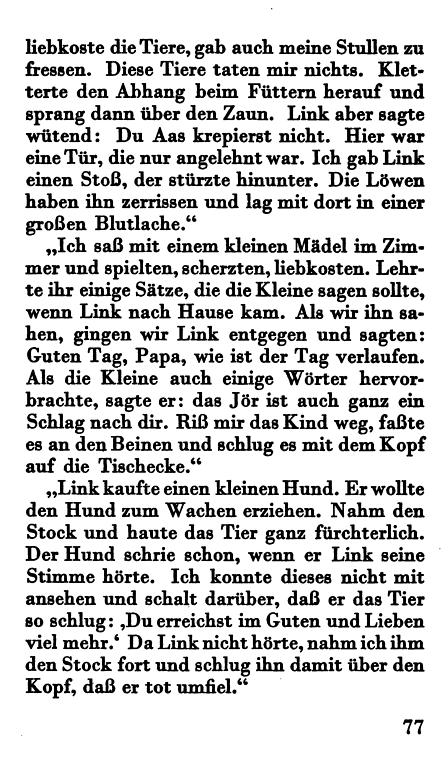 liebkoste die Tiere, gab auch meine Stullen zu
fressen. Diese Tiere taten mir nichts. Klet-
terte den Abhang beim Füttern herauf und
sprang dann über den Zaun. Link aber sagte
wütend: Du Aas krepierst nicht. Hier war
eine Tür, die nur angelehnt war. Ich gab Link
einen Stoß, der stürzte hinunter. Die Löwen
haben ihn zerrissen und lag mit dort in einer
großen Blutlache.“
„Ich saß mit einem kleinen Mädel im Zim-
mer und spielten, scherzten, liebkosten. Lehr-
te ihr einige Sätze, die die Kleine sagen sollte,
wenn Link nach Hause kam. Als wir ihn sa-
hen, gingen wir Link entgegen und sagten:
Guten Tag, Papa, wie ist der Tag verlaufen.
Als die Kleine auch einige Wörter hervor-
brachte, sagte er: das Jör ist auch ganz ein
Schlag nach dir. Riß mir das Kind weg, faßte
es an den Beinen und schlug es mit dem Kopf
auf die Tischecke.“
„Link kaufte einen kleinen Hund. Er wollte
den Hund zum Wachen erziehen. Nahm den
Stock und haute das Tier ganz fürchterlich.
Der Hund schrie schon, wenn er Link seine
Stimme hörte. Ich konnte dieses nicht mit
ansehen und schalt darüber, daß er das Tier
so schlug: ‚Du erreichst im Guten und Lieben
viel mehr.‘ Da Link nicht hörte, nahm ich ihm
den Stock fort und schlug ihn damit über den
Kopf, daß er tot umfiel.“
77